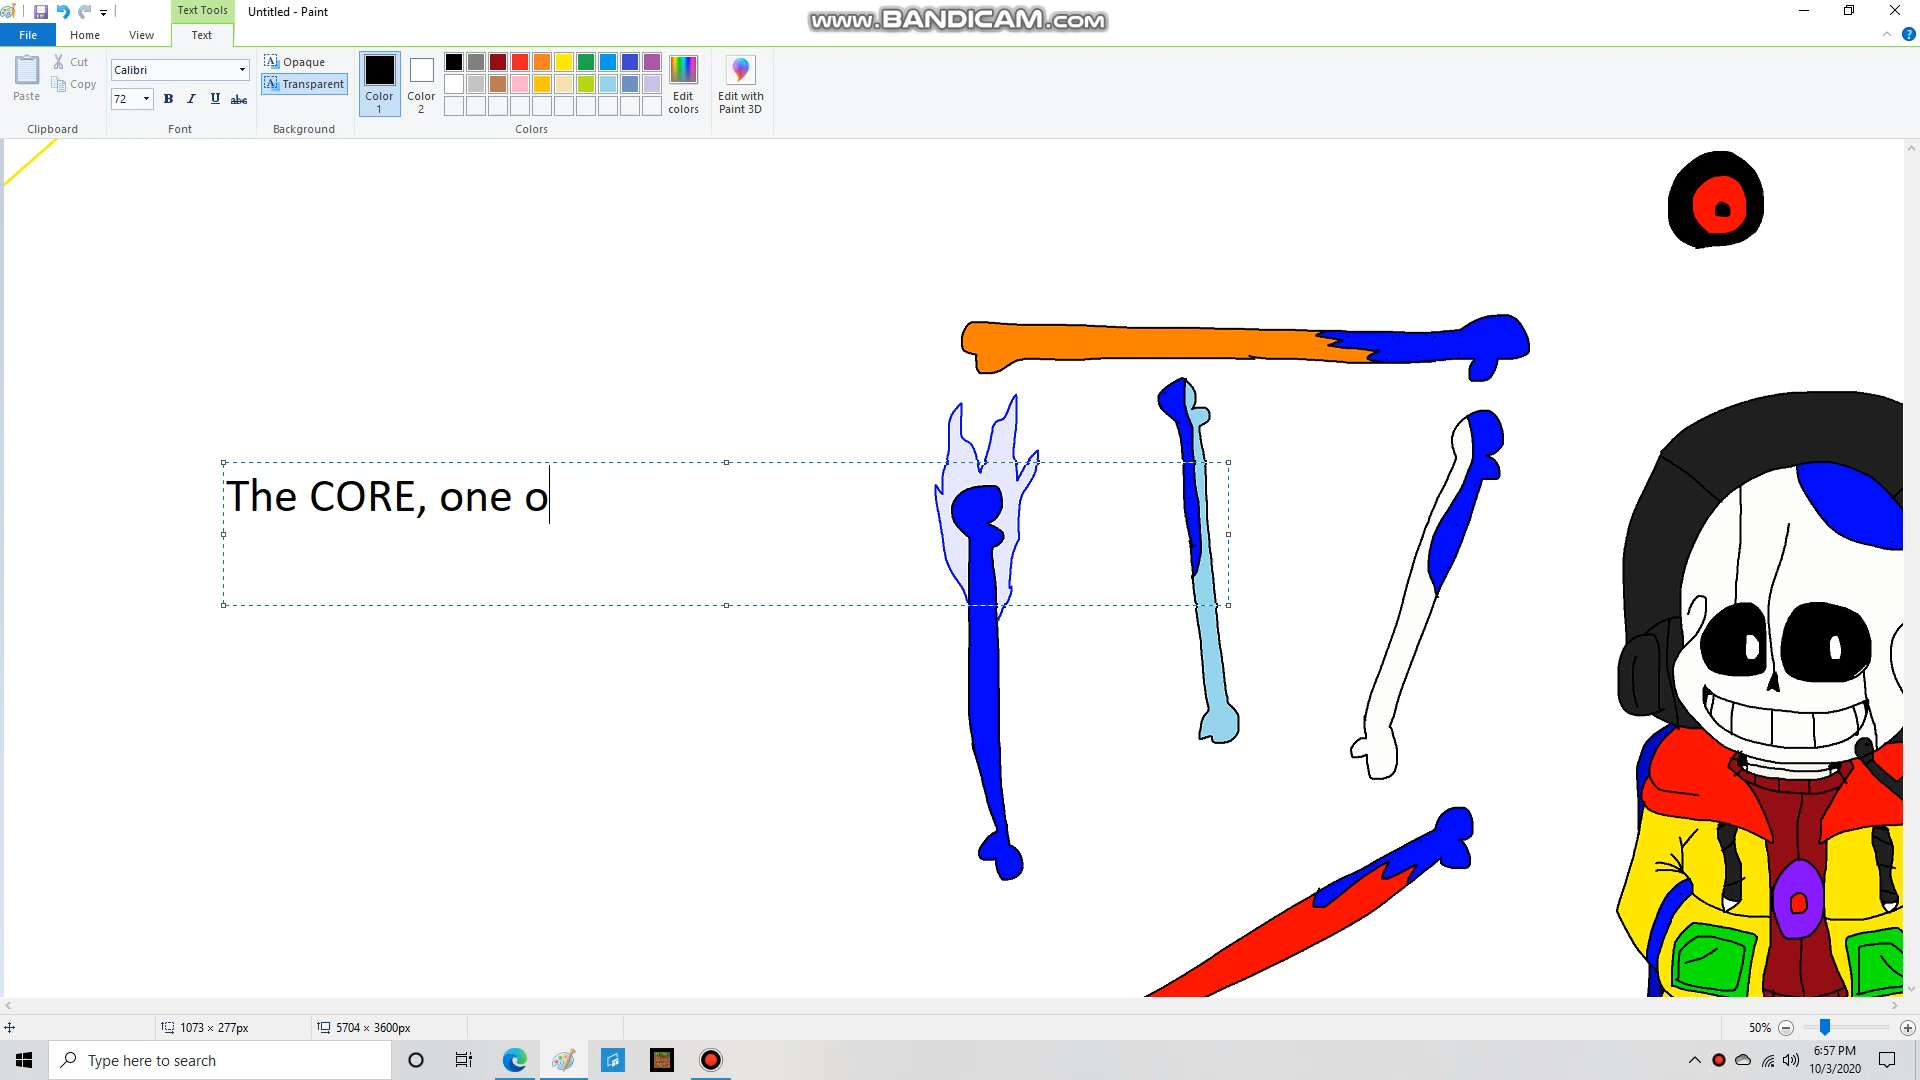 Text Tools
Untitled - Paint
www.BANDICAM.com
File
Home
View
Text
Paste
Cut
Copy
Calibri
72
B I U abc
Opaque
Transparent
Color 1
Color 2
Edit colors
Edit with Paint 3D
Clipboard
Font
Background
Colors
The CORE, one o
1073 × 277px
5704 × 3600px
50%
Type here to search
6:57 PM
10/3/2020